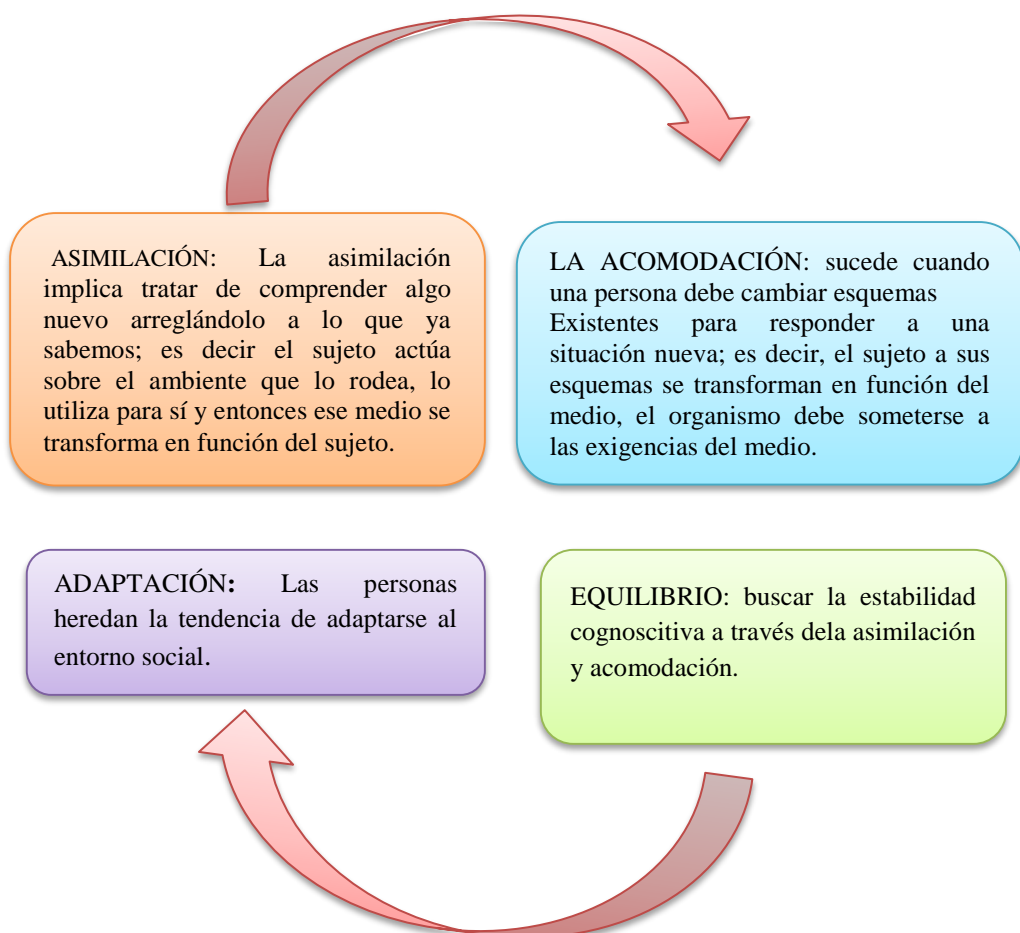 ASIMILACIÓN: La asimilación
implica tratar de comprender algo
nuevo arreglándolo a lo que ya
sabemos; es decir el sujeto actúa
sobre el ambiente que lo rodea, lo
utiliza para sí y entonces ese medio se
transforma en función del sujeto.
LA ACOMODACIÓN: sucede cuando
una persona debe cambiar esquemas
Existentes para responder a una
situación nueva; es decir, el sujeto a sus
esquemas se transforman en función del
medio, el organismo debe someterse a
las exigencias del medio.
ADAPTACIÓN: Las personas
heredan la tendencia de adaptarse al
entorno social.
EQUILIBRIO: buscar la estabilidad
cognoscitiva a través dela asimilación
y acomodación.